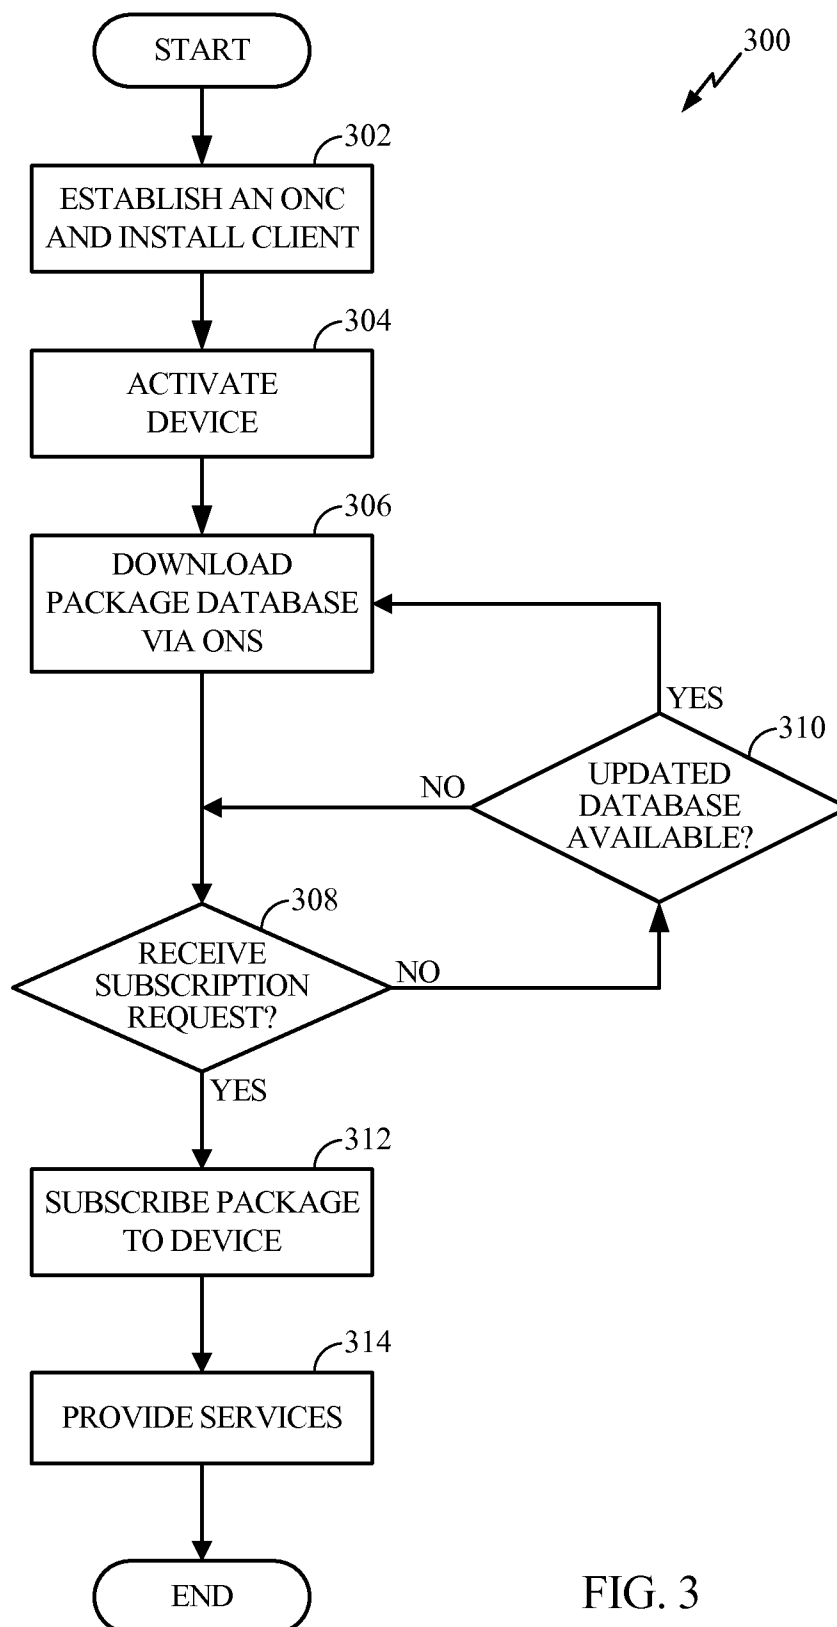 START
300
302
ESTABLISH AN ONC
AND INSTALL CLIENT
304
ACTIVATE
DEVICE
306
DOWNLOAD
PACKAGE DATABASE
VIA ONS
YES
310
UPDATED
DATABASE
AVAILABLE?
NO
308
RECEIVE
SUBSCRIPTION
REQUEST?
NO
YES
312
SUBSCRIBE PACKAGE
TO DEVICE
314
PROVIDE SERVICES
END
FIG. 3